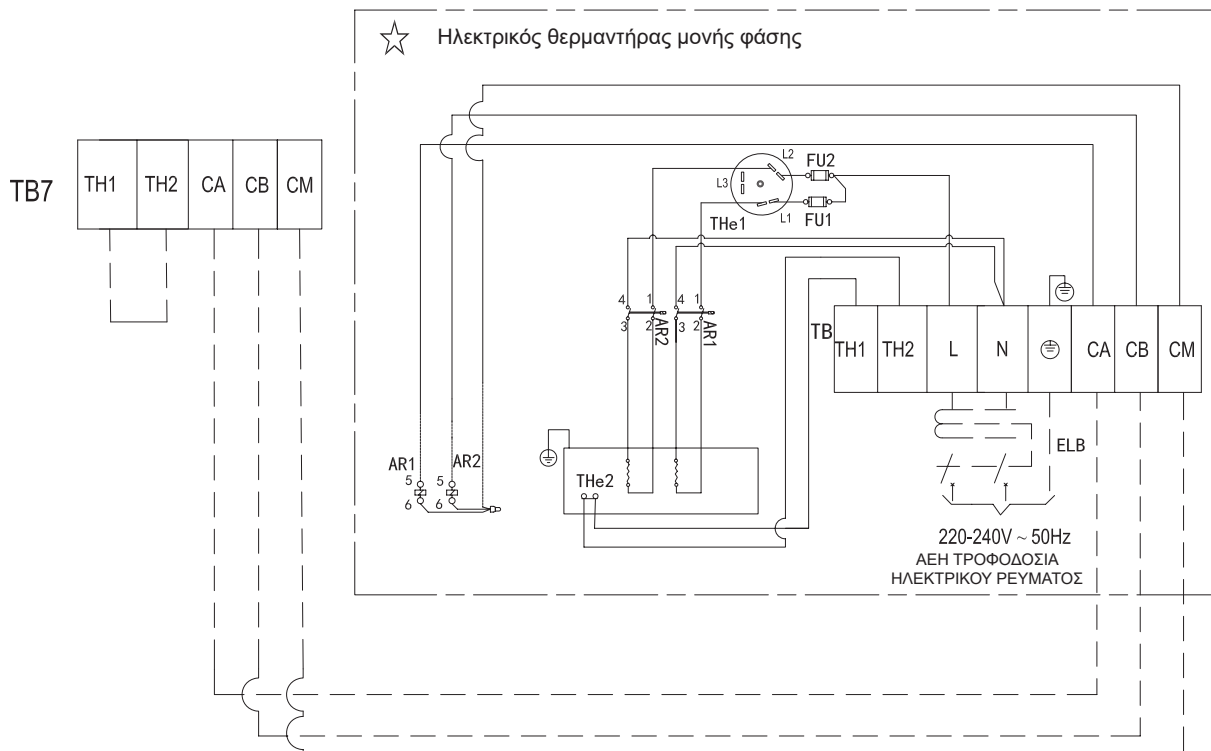 ☆ Ηλεκτρικός θερμαντήρας μονής φάσης
TB7
TH1 TH2 CA CB CM
L2
FU2
L3
L1
THe1
FU1
4 1 4 1
3 2 3 2
AR2 AR1
TB
TH1 TH2 L N CA CB CM
ELB
AR1 AR2
5 5
6 6
THe2
220-240V ~ 50Hz
ΑΕΗ ΤΡΟΦΟΔΟΣΙΑ
ΗΛΕΚΤΡΙΚΟΥ ΡΕΥΜΑΤΟΣ